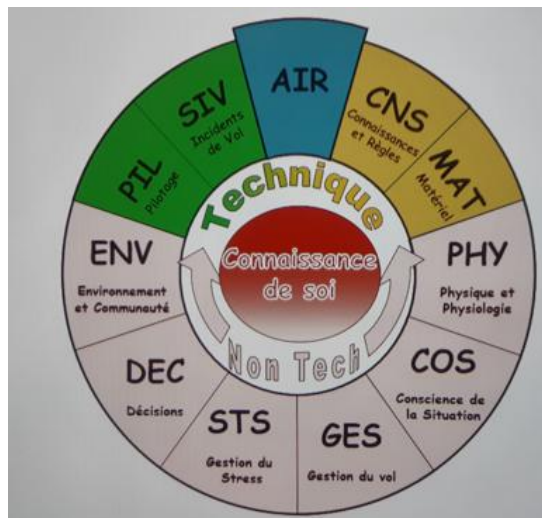 AIR
CNS
Connaissances
et Règles
MAT
Matériel
PHY
Physique et
Physiologie
COS
Conscience de
la Situation
GES
Gestion du vol
STS
Gestion du
Stress
DEC
Décisions
ENV
Environnement
et Communauté
PIL
Pilotage
SIV
Incidents
de Vol
Technique
Connaissance
de soi
Non Tech